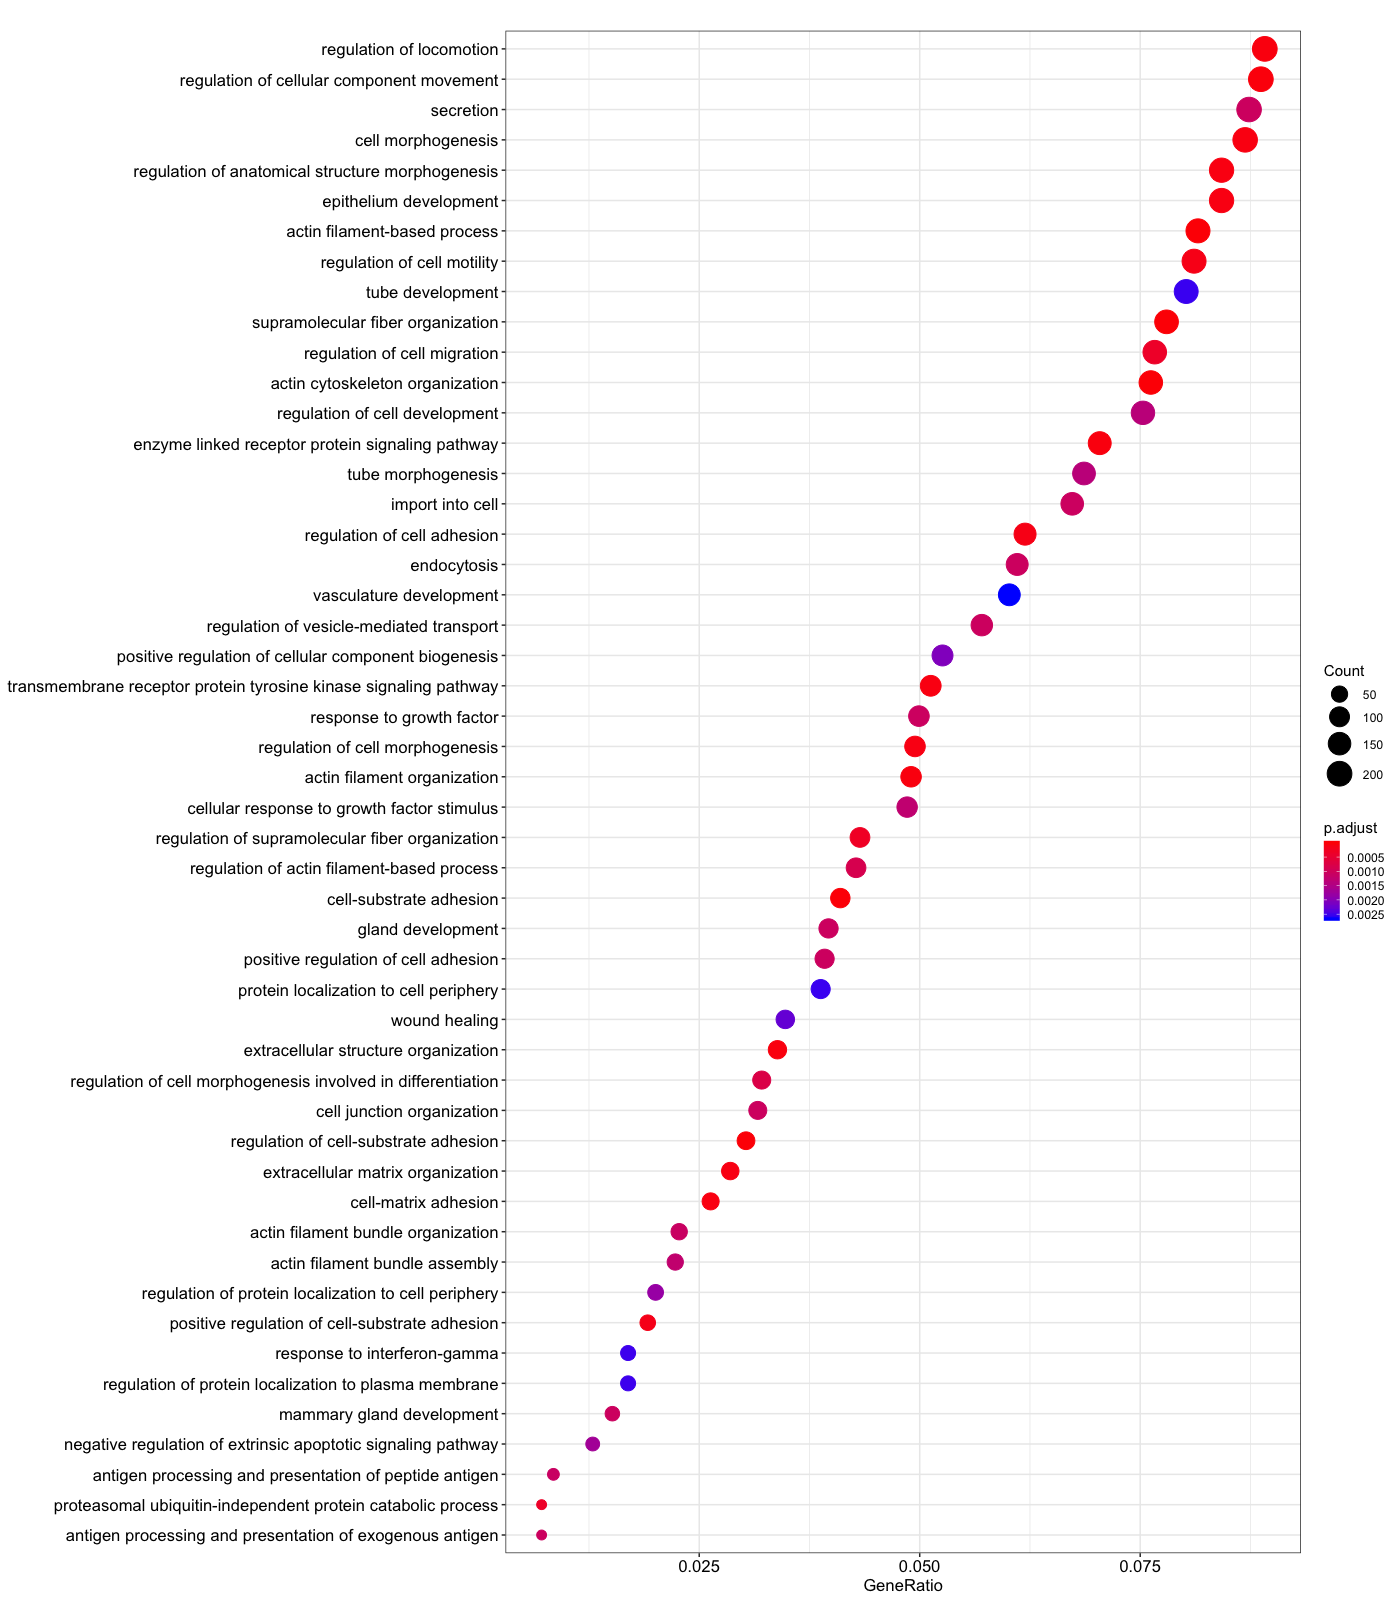 regulation of locomotion
regulation of cellular component movement
secretion
cell morphogenesis
regulation of anatomical structure morphogenesis
epithelium development
actin filament-based process
regulation of cell motility
tube development
supramolecular fiber organization
regulation of cell migration
actin cytoskeleton organization
regulation of cell development
enzyme linked receptor protein signaling pathway
tube morphogenesis
import into cell
regulation of cell adhesion
endocytosis
vasculature development
regulation of vesicle-mediated transport
positive regulation of cellular component biogenesis
transmembrane receptor protein tyrosine kinase signaling pathway
response to growth factor
regulation of cell morphogenesis
actin filament organization
cellular response to growth factor stimulus
regulation of supramolecular fiber organization
regulation of actin filament-based process
cell-substrate adhesion
gland development
positive regulation of cell adhesion
protein localization to cell periphery
wound healing
extracellular structure organization
regulation of cell morphogenesis involved in differentiation
cell junction organization
regulation of cell-substrate adhesion
extracellular matrix organization
cell-matrix adhesion
actin filament bundle organization
actin filament bundle assembly
regulation of protein localization to cell periphery
positive regulation of cell-substrate adhesion
response to interferon-gamma
regulation of protein localization to plasma membrane
mammary gland development
negative regulation of extrinsic apoptotic signaling pathway
antigen processing and presentation of peptide antigen
proteasomal ubiquitin-independent protein catabolic process
antigen processing and presentation of exogenous antigen
0.025 0.050 0.075
GeneRatio
Count
50
100
150
200
p.adjust
0.0005
0.0010
0.0015
0.0020
0.0025